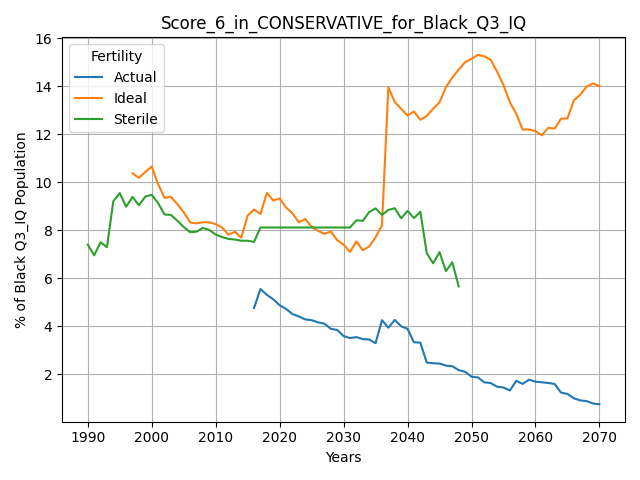 Score_6_in_CONSERVATIVE_for_Black_Q3_IQ
Fertility
Actual
Ideal
Sterile
% of Black Q3_IQ Population
16
14
12
10
8
6
4
2
1990 2000 2010 2020 2030 2040 2050 2060 2070
Years